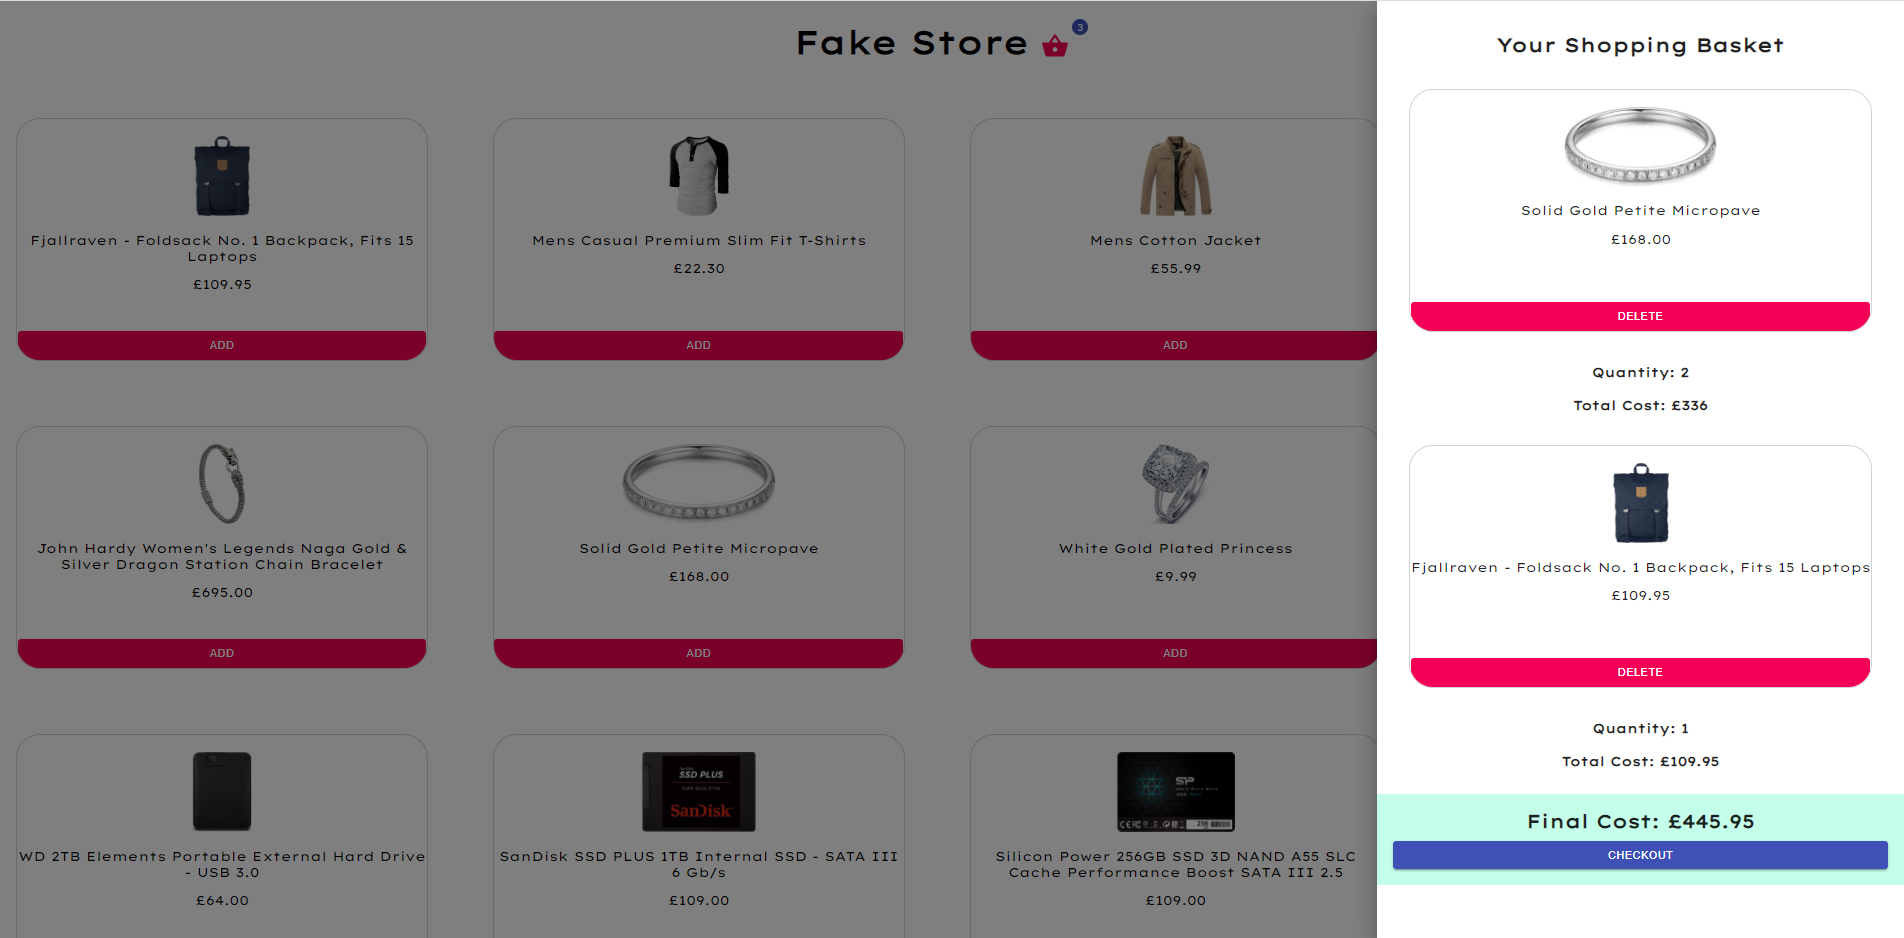 Fake Store
3
Fjallraven - Foldsack No. 1 Backpack, Fits 15
Laptops
£109.95
ADD
Mens Casual Premium Slim Fit T-Shirts
£22.30
ADD
Mens Cotton Jacket
£55.99
ADD
John Hardy Women's Legends Naga Gold &
Silver Dragon Station Chain Bracelet
£695.00
ADD
Solid Gold Petite Micropave
£168.00
ADD
White Gold Plated Princess
£9.99
ADD
WD 2TB Elements Portable External Hard Drive
- USB 3.0
£64.00
SSD PLUS
SanDisk
SanDisk SSD PLUS 1TB Internal SSD - SATA III
6 Gb/s
£109.00
SP
256
Silicon Power 256GB SSD 3D NAND A55 SLC
Cache Performance Boost SATA III 2.5
£109.00
Your Shopping Basket
Solid Gold Petite Micropave
£168.00
DELETE
Quantity: 2
Total Cost: £336
Fjallraven - Foldsack No. 1 Backpack, Fits 15 Laptops
£109.95
DELETE
Quantity: 1
Total Cost: £109.95
Final Cost: £445.95
CHECKOUT